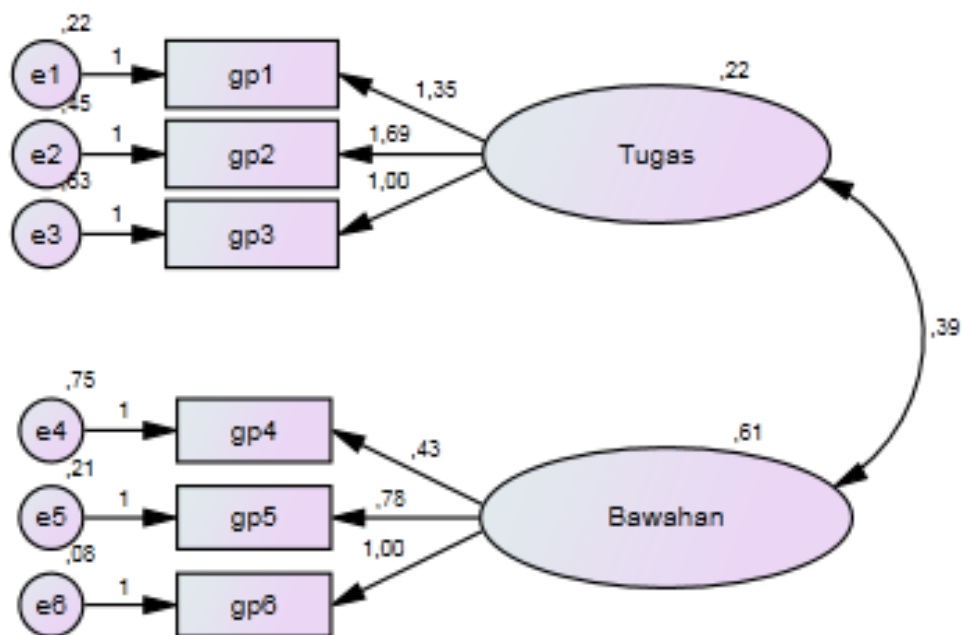 ,22
e1
1
gp1
1,35
,22
Tugas
,45
e2
1
gp2
1,69
,63
e3
1
gp3
1,00
,39
,75
e4
1
gp4
,43
,61
Bawahan
,21
e5
1
gp5
,78
,08
e6
1
gp6
1,00